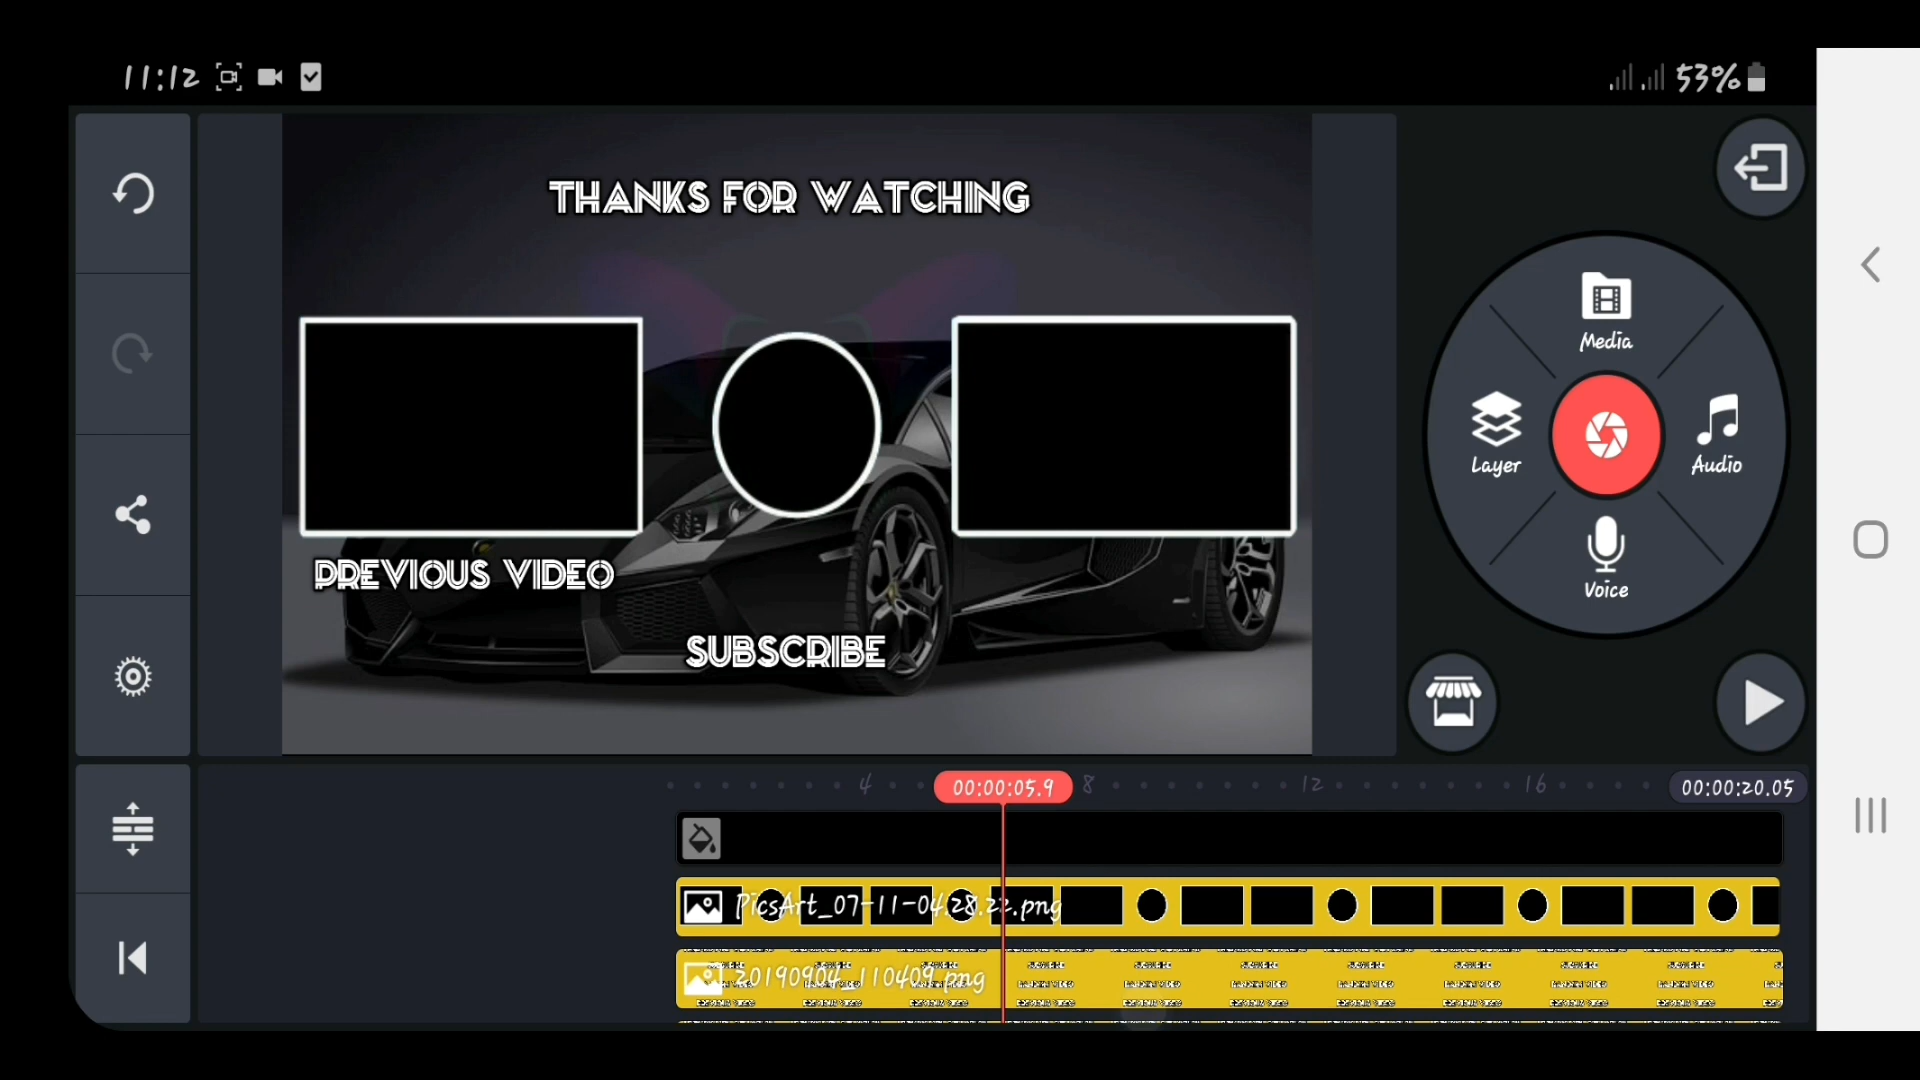 11:12
53%
THANKS FOR WATCHING
Media
Layer
Audio
Voice
PREVIOUS VIDEO
SUBSCRIBE
4
00:00:05.9
8
12
16
00:00:20.05
PicsArt_07-11-04.28.22.png
20190904_110409.png